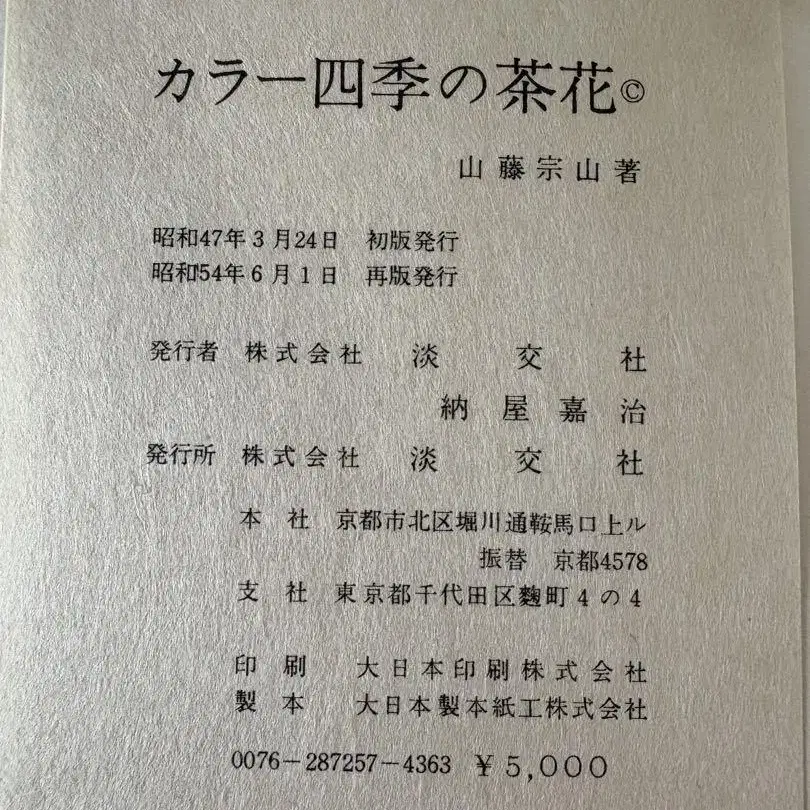 カラー四季の茶花©
山藤宗山著
昭和47年3月24日 初版発行
昭和54年6月1日 再版発行
発行者 株式会社 淡交社
納屋嘉治
発行所 株式会社 淡交社
本社 京都市北区堀川通鞍馬口上ル
振替 京都4578
支社 東京都千代田区麴町4の4
印刷 大日本印刷株式会社
製本 大日本製本紙工株式会社
0076-287257-4363 ¥5,000